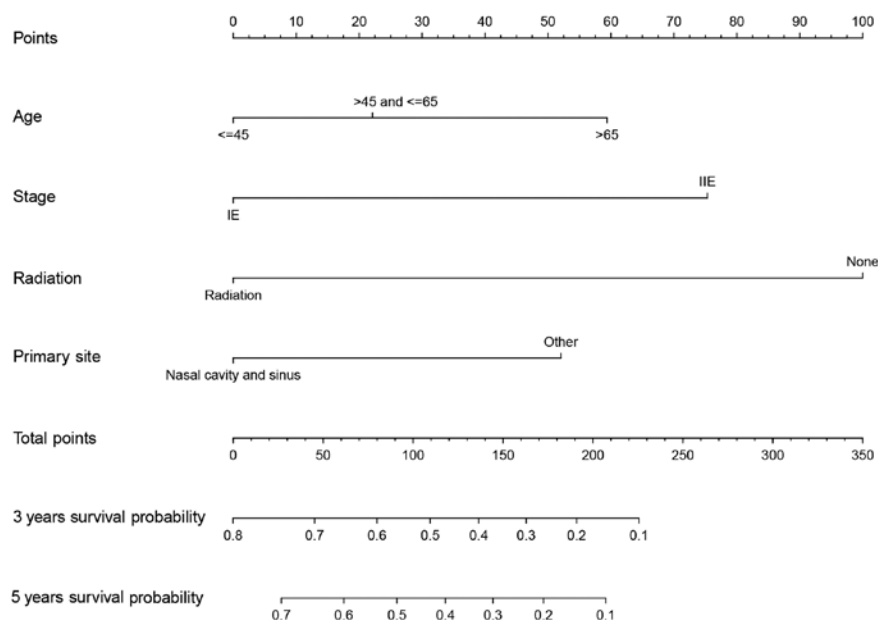 0 10 20 30 40 50 60 70 80 90 100
Points
>45 and <=65
Age
<=45 >65
IIE
Stage
IE
None
Radiation
Radiation
Other
Primary site
Nasal cavity and sinus
Total points
0 50 100 150 200 250 300 350
3 years survival probability
0.8 0.7 0.6 0.5 0.4 0.3 0.2 0.1
5 years survival probability
0.7 0.6 0.5 0.4 0.3 0.2 0.1